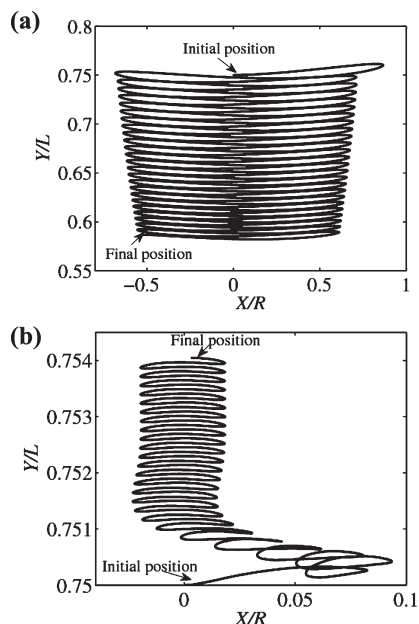 (a)
Initial position
0.8
0.75
0.7
0.65
0.6
0.55
Y/L
Final position
−0.5 0 0.5 1
X/R
(b)
Final position
0.754
0.753
0.752
0.751
0.75
Y/L
Initial position
0 0.05 0.1
X/R